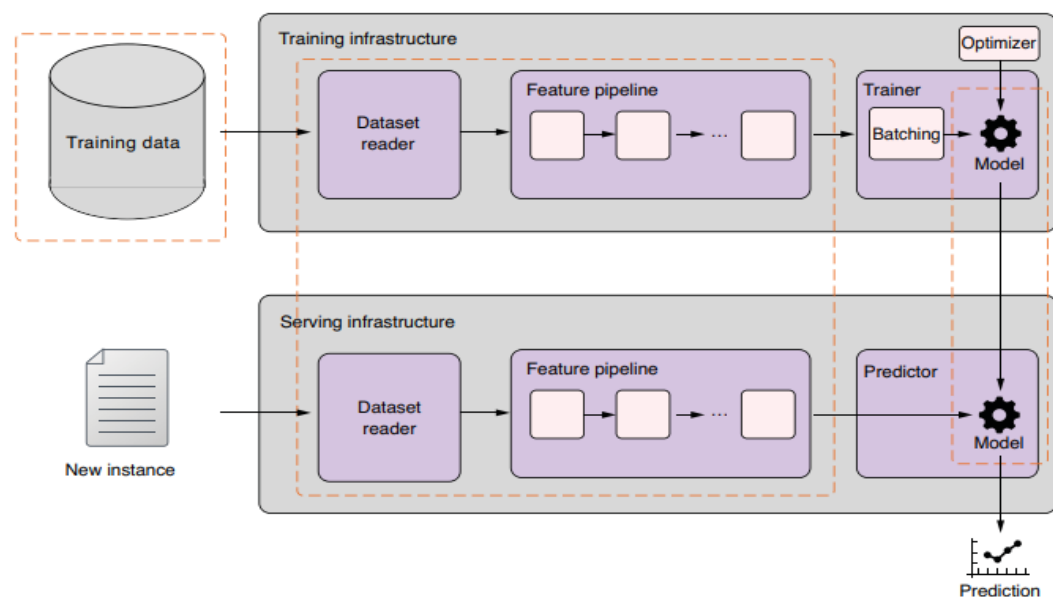 Training infrastructure
Optimizer
Training data
Dataset
reader
Feature pipeline
...
Trainer
Batching
Model
Serving infrastructure
New instance
Dataset
reader
Feature pipeline
...
Predictor
Model
Prediction